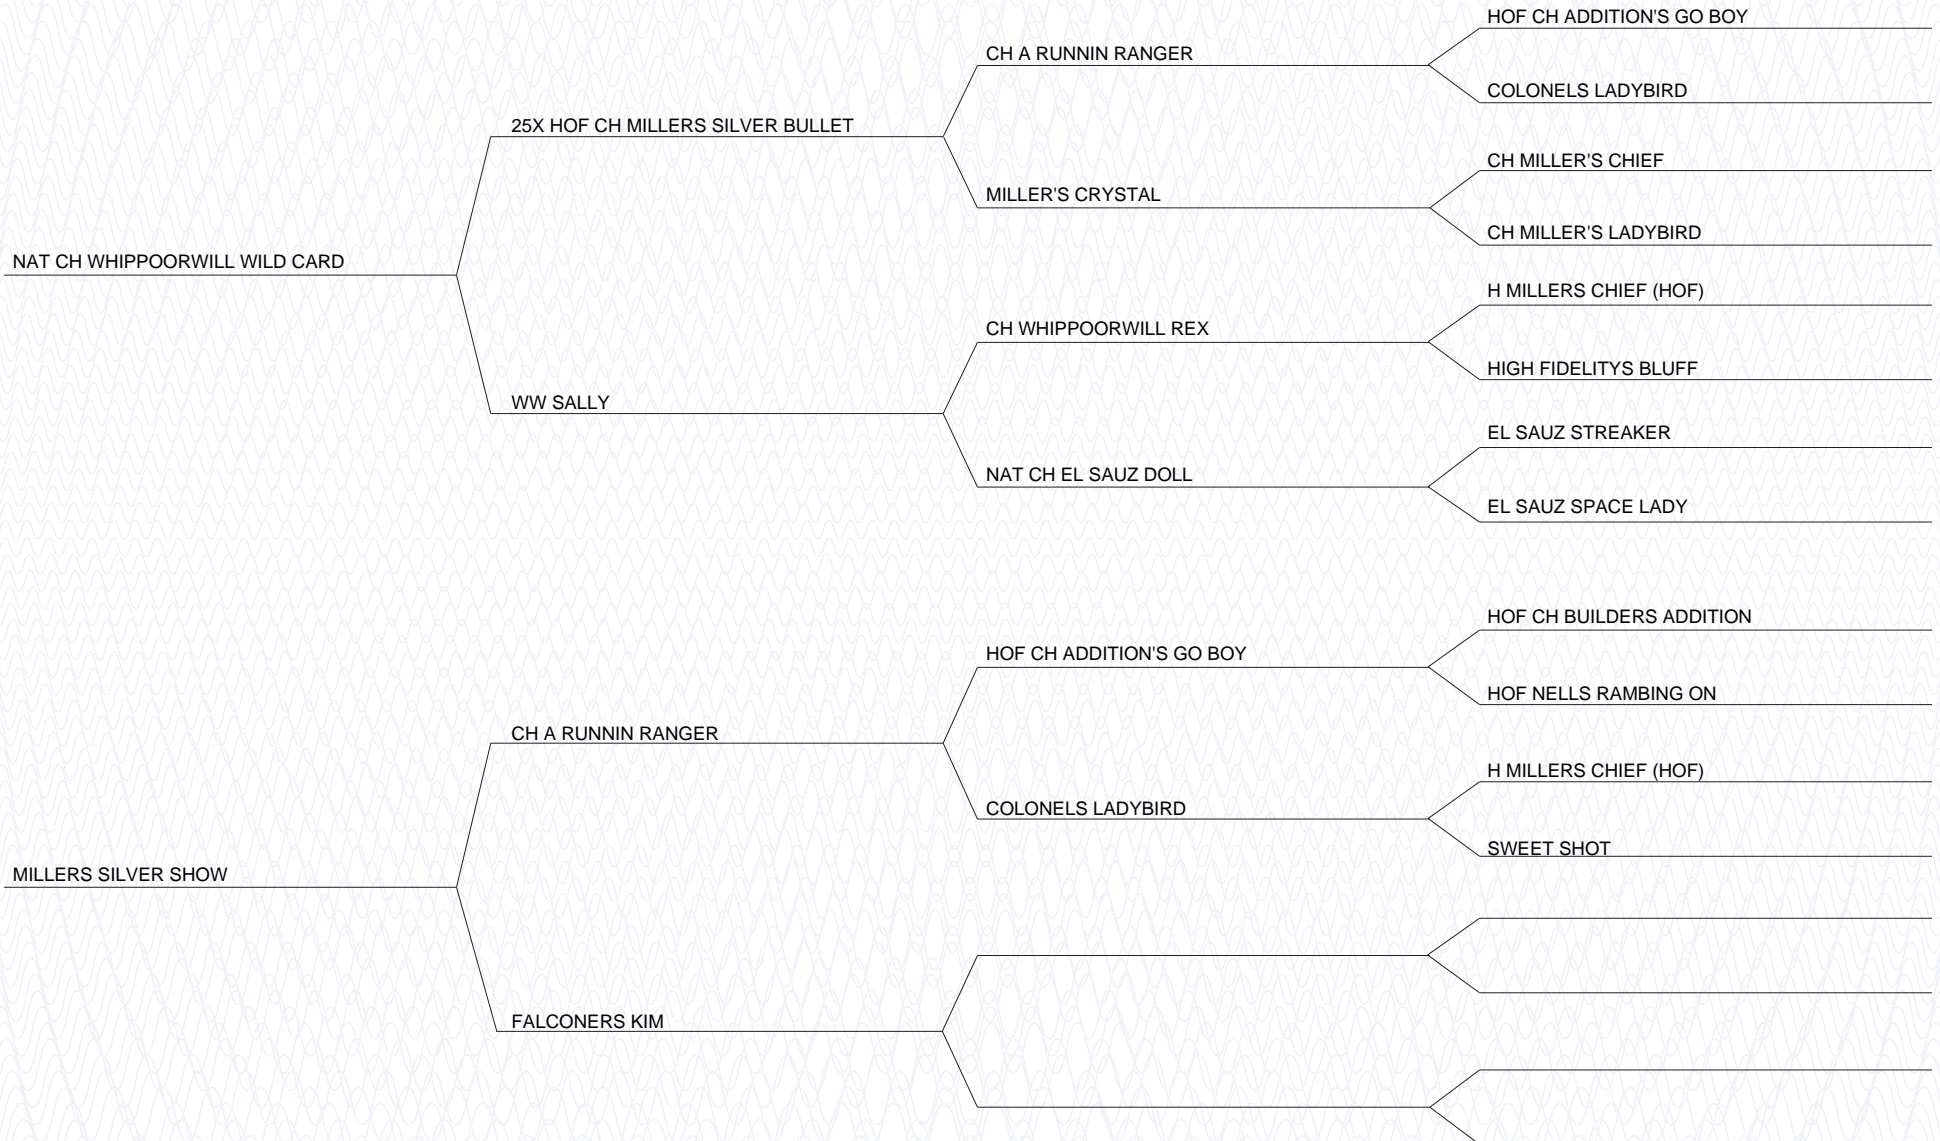 HOF CH ADDITION'S GO BOY
CH A RUNNIN RANGER
COLONELS LADYBIRD
25X HOF CH MILLERS SILVER BULLET
CH MILLER'S CHIEF
MILLER'S CRYSTAL
CH MILLER'S LADYBIRD
NAT CH WHIPPOORWILL WILD CARD
H MILLERS CHIEF (HOF)
CH WHIPPOORWILL REX
HIGH FIDELITYS BLUFF
WW SALLY
EL SAUZ STREAKER
NAT CH EL SAUZ DOLL
EL SAUZ SPACE LADY
HOF CH BUILDERS ADDITION
HOF CH ADDITION'S GO BOY
HOF NELLS RAMBING ON
CH A RUNNIN RANGER
H MILLERS CHIEF (HOF)
COLONELS LADYBIRD
SWEET SHOT
MILLERS SILVER SHOW
FALCONERS KIM